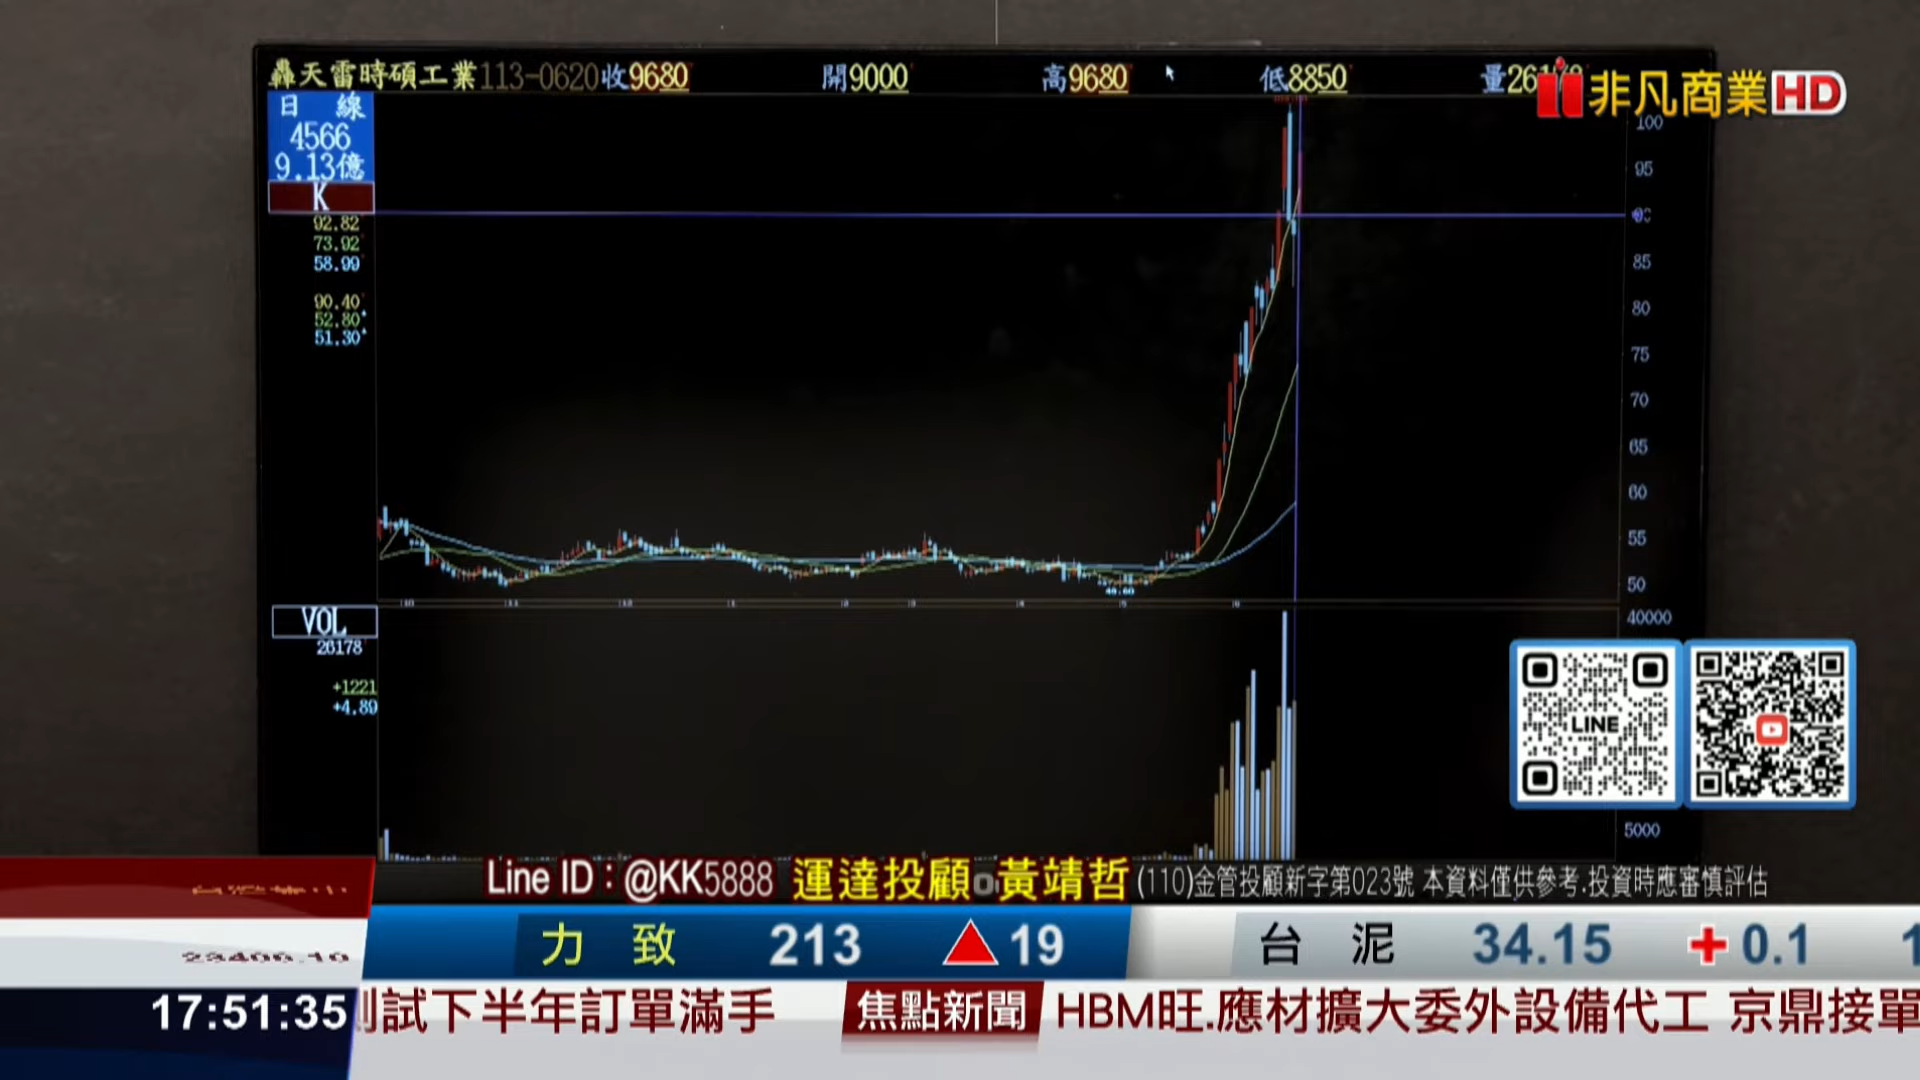 轟天雷時碩工業113-0620收9680 開9000 高9680 低8850
非凡商業HD
日 線
4566
9.13億
K
92.82
73.92
58.99
90.40
52.80
51.30
100
95
90
85
80
75
70
65
60
55
50
VOL
26178
+1221
+4.89
40000
5000
LINE
Line ID：@KK5888 運達投顧 黃靖哲 (110)金管投顧新字第023號 本資料僅供參考.投資時應審慎評估
力 致 213 ▲ 19 台 泥 34.15 + 0.1
17:51:35 試下半年訂單滿手 焦點新聞 HBM旺.應材擴大委外設備代工 京鼎接單